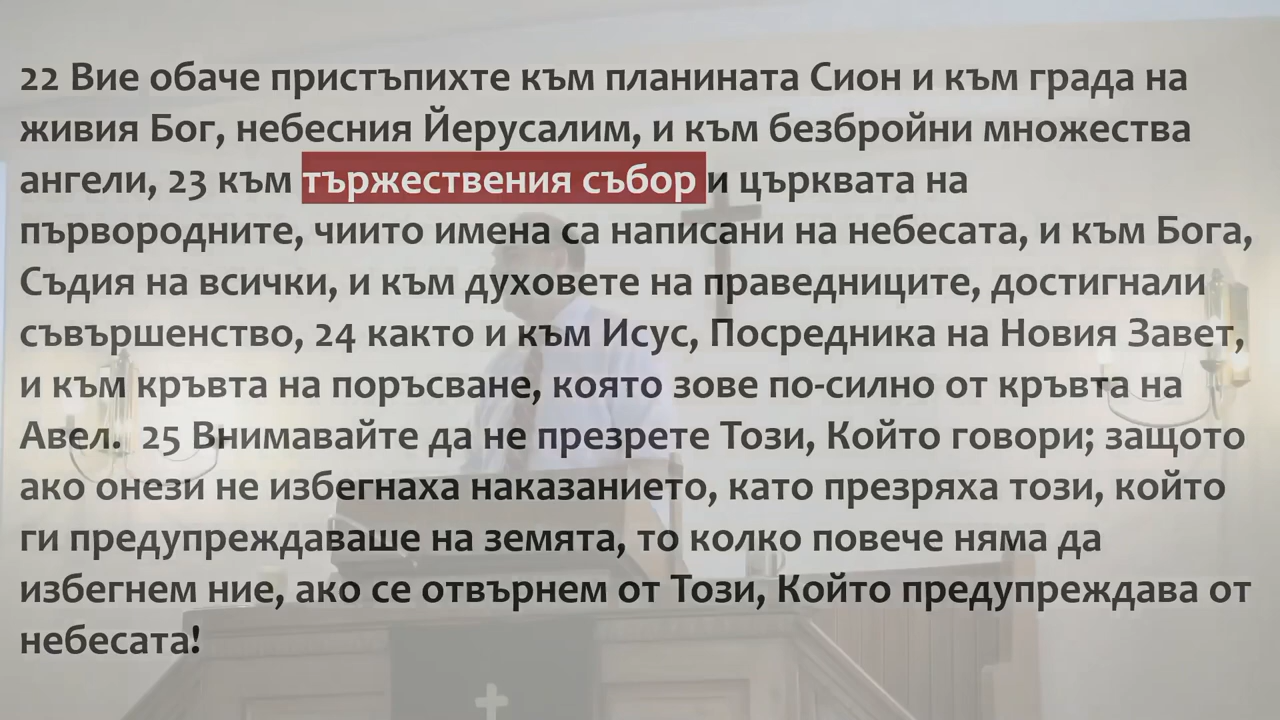 22 Вие обаче пристъпихте към планината Сион и към града на
живия Бог, небесния Йерусалим, и към безбройни множества
ангели, 23 към тържествения събор и църквата на
първородните, чиито имена са написани на небесата, и към Бога,
Съдия на всички, и към духовете на праведниците, достигнали
съвършенство, 24 както и към Исус, Посредника на Новия Завет,
и към кръвта на поръсване, която зове по-силно от кръвта на
Авел. 25 Внимавайте да не презрете Този, Който говори; защото
ако онези не избегнаха наказанието, като презряха този, който
ги предупреждаваше на земята, то колко повече няма да
избегнем ние, ако се отвърнем от Този, Който предупреждава от
небесата!